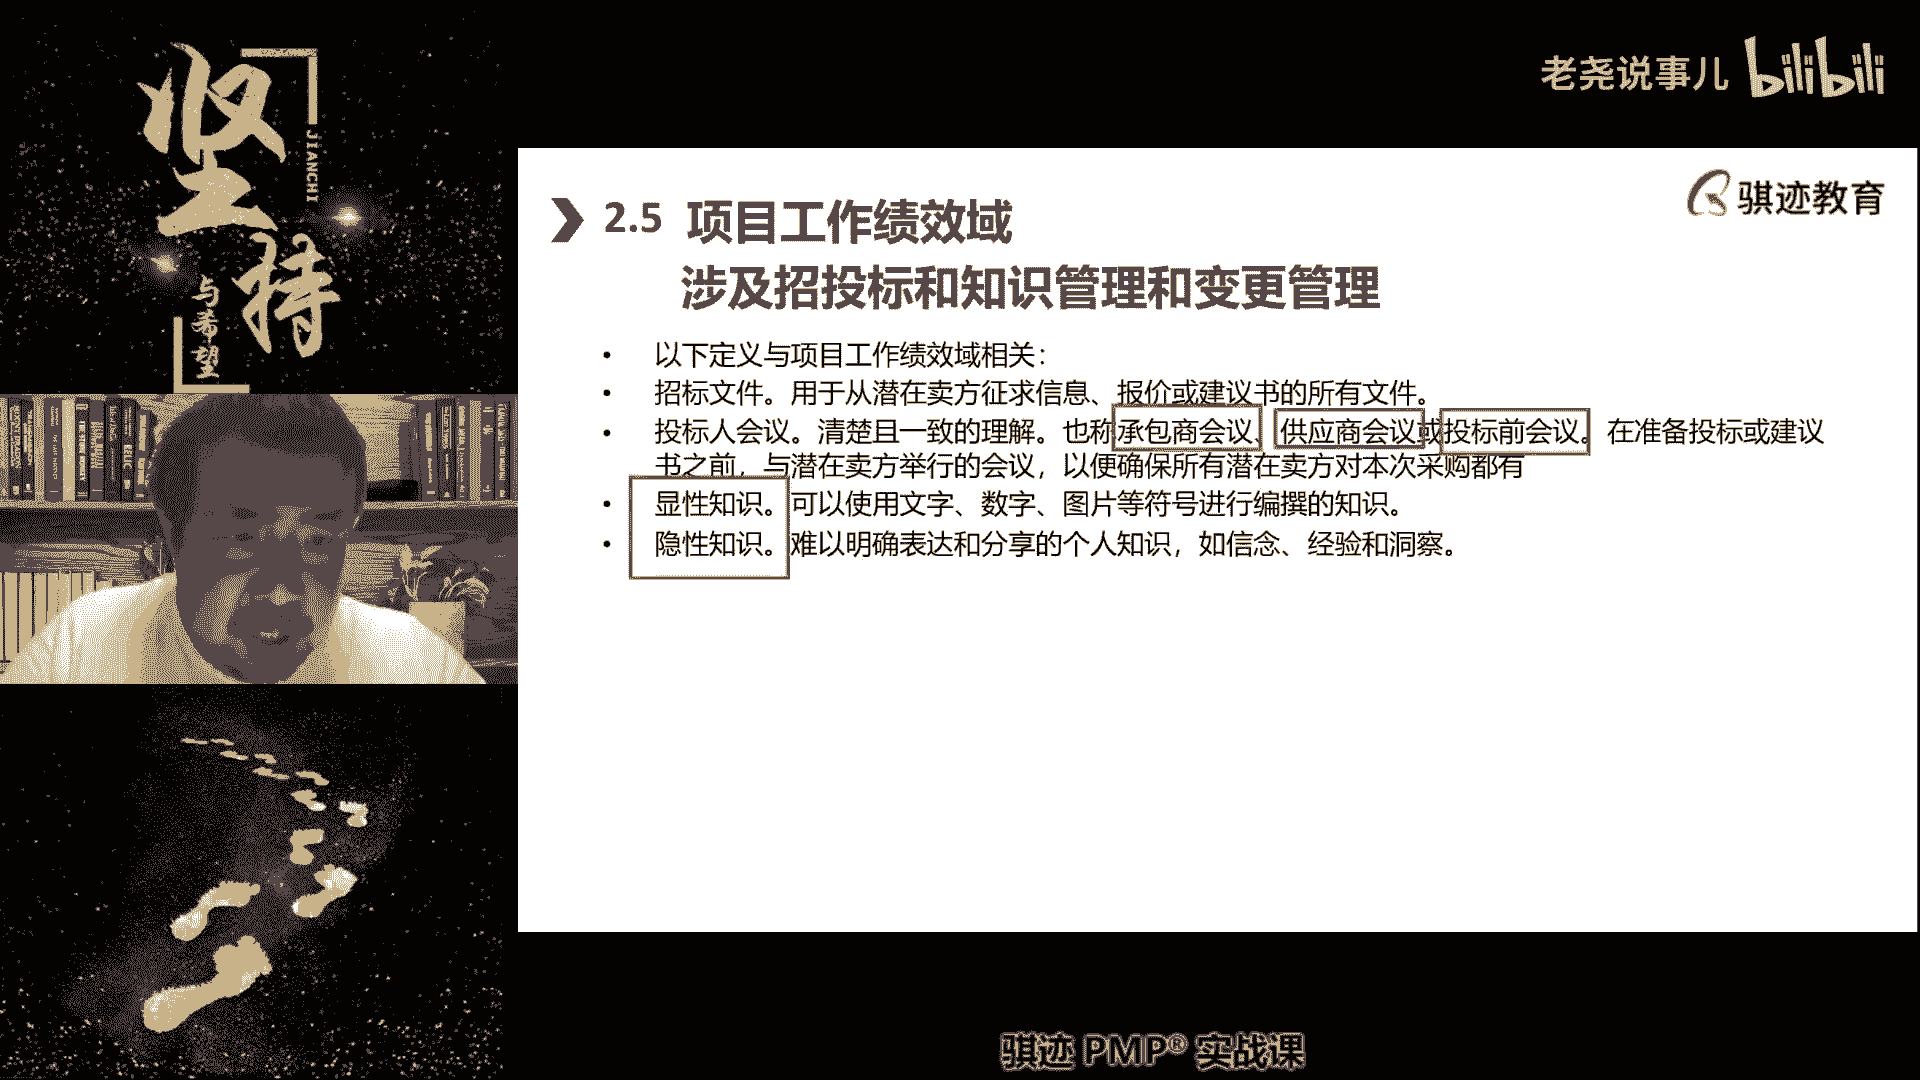 坚持
JIANCHI
与希望
老尧说事儿 bilibili
骐迹教育
2.5 项目工作绩效域
涉及招投标和知识管理和变更管理
• 以下定义与项目工作绩效域相关：
• 招标文件。用于从潜在卖方征求信息、报价或建议书的所有文件。
• 投标人会议。清楚且一致的理解。也称承包商会议、供应商会议或投标前会议。在准备投标或建议
书之前，与潜在卖方举行的会议，以便确保所有潜在卖方对本次采购都有
• 显性知识。可以使用文字、数字、图片等符号进行编撰的知识。
• 隐性知识。难以明确表达和分享的个人知识，如信念、经验和洞察。
骐迹 PMP® 实战课